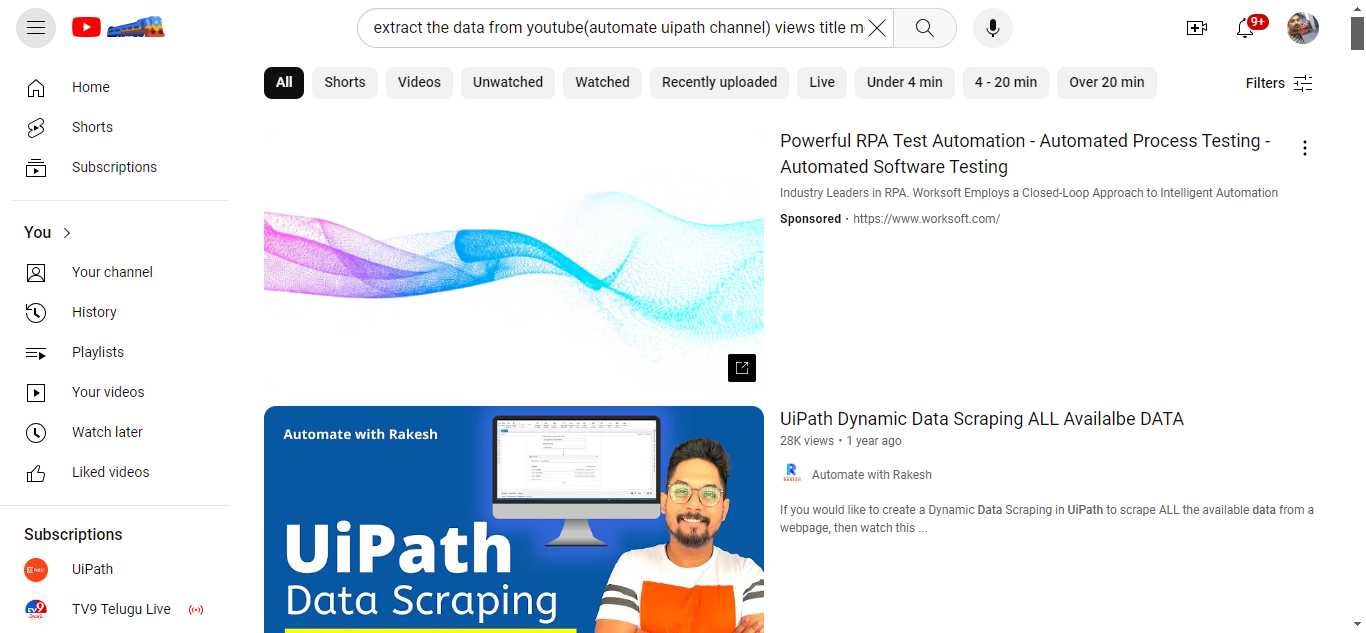 extract the data from youtube(automate uipath channel) views title m
9+
All
Shorts
Videos
Unwatched
Watched
Recently uploaded
Live
Under 4 min
4 - 20 min
Over 20 min
Filters
Home
Shorts
Subscriptions
You
Your channel
History
Playlists
Your videos
Watch later
Liked videos
Subscriptions
UiPath
TV9 Telugu Live
Powerful RPA Test Automation - Automated Process Testing -
Automated Software Testing
Industry Leaders in RPA. Worksoft Employs a Closed-Loop Approach to Intelligent Automation
Sponsored · https://www.worksoft.com/
Automate with Rakesh
UiPath
Data Scraping
UiPath Dynamic Data Scraping ALL Availalbe DATA
28K views • 1 year ago
Automate with Rakesh
If you would like to create a Dynamic Data Scraping in UiPath to scrape ALL the available data from a
webpage, then watch this ...